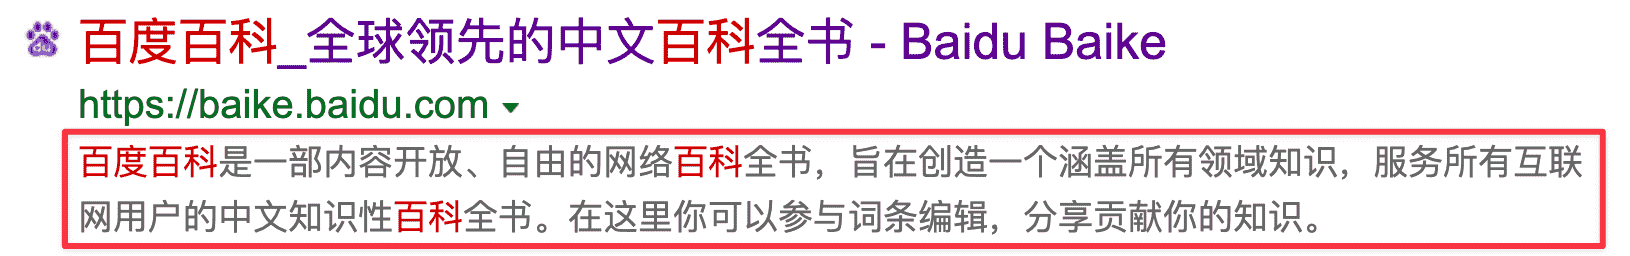 百度百科_全球领先的中文百科全书 - Baidu Baike
https://baike.baidu.com
百度百科是一部内容开放、自由的网络百科全书，旨在创造一个涵盖所有领域知识，服务所有互联
网用户的中文知识性百科全书。在这里你可以参与词条编辑，分享贡献你的知识。